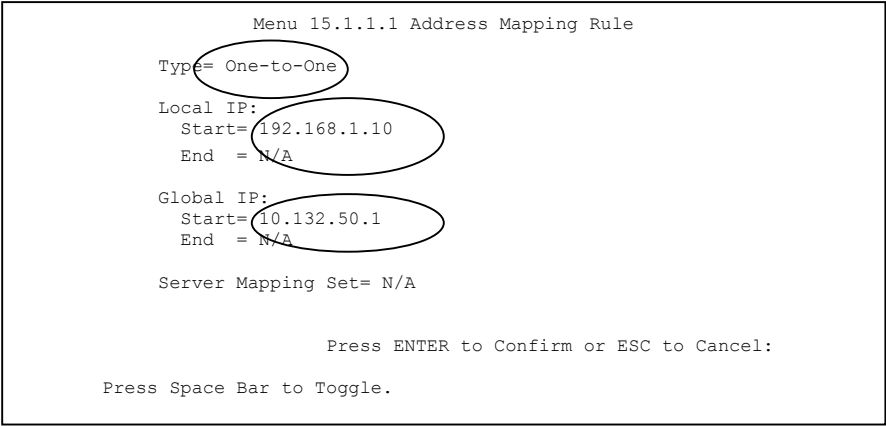 Menu 15.1.1.1 Address Mapping Rule
Type= One-to-One
Local IP:
Start= 192.168.1.10
End = N/A
Global IP:
Start= 10.132.50.1
End = N/A
Server Mapping Set= N/A
Press ENTER to Confirm or ESC to Cancel:
Press Space Bar to Toggle.